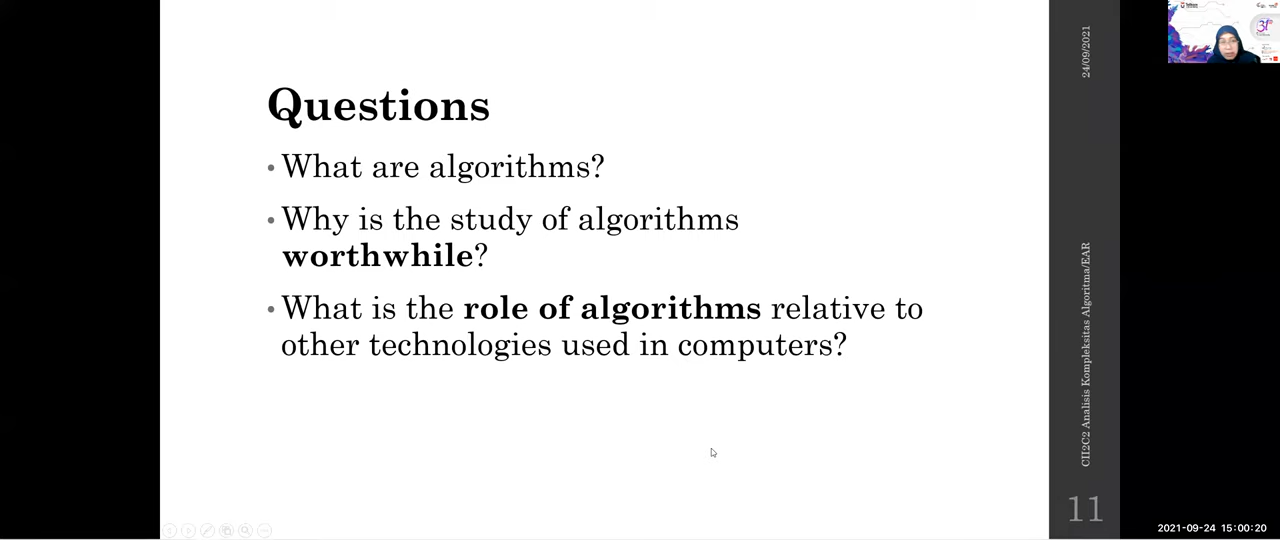 Questions
• What are algorithms?
• Why is the study of algorithms
worthwhile?
• What is the role of algorithms relative to
other technologies used in computers?
24/09/2021
CII2C2 Analisis Kompleksitas Algoritma/EAR
11
2021-09-24 15:00:20